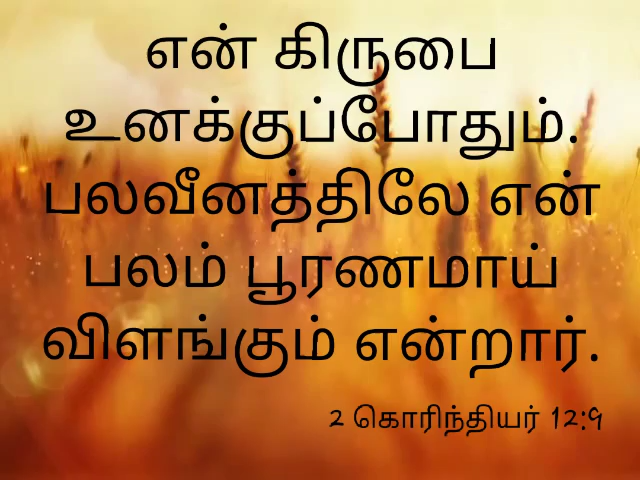 என் கிருபை
உனக்குப்போதும்.
பலவீனத்திலே என்
பலம் பூரணமாய்
விளங்கும் என்றார்.
2 கொரிந்தியர் 12:9